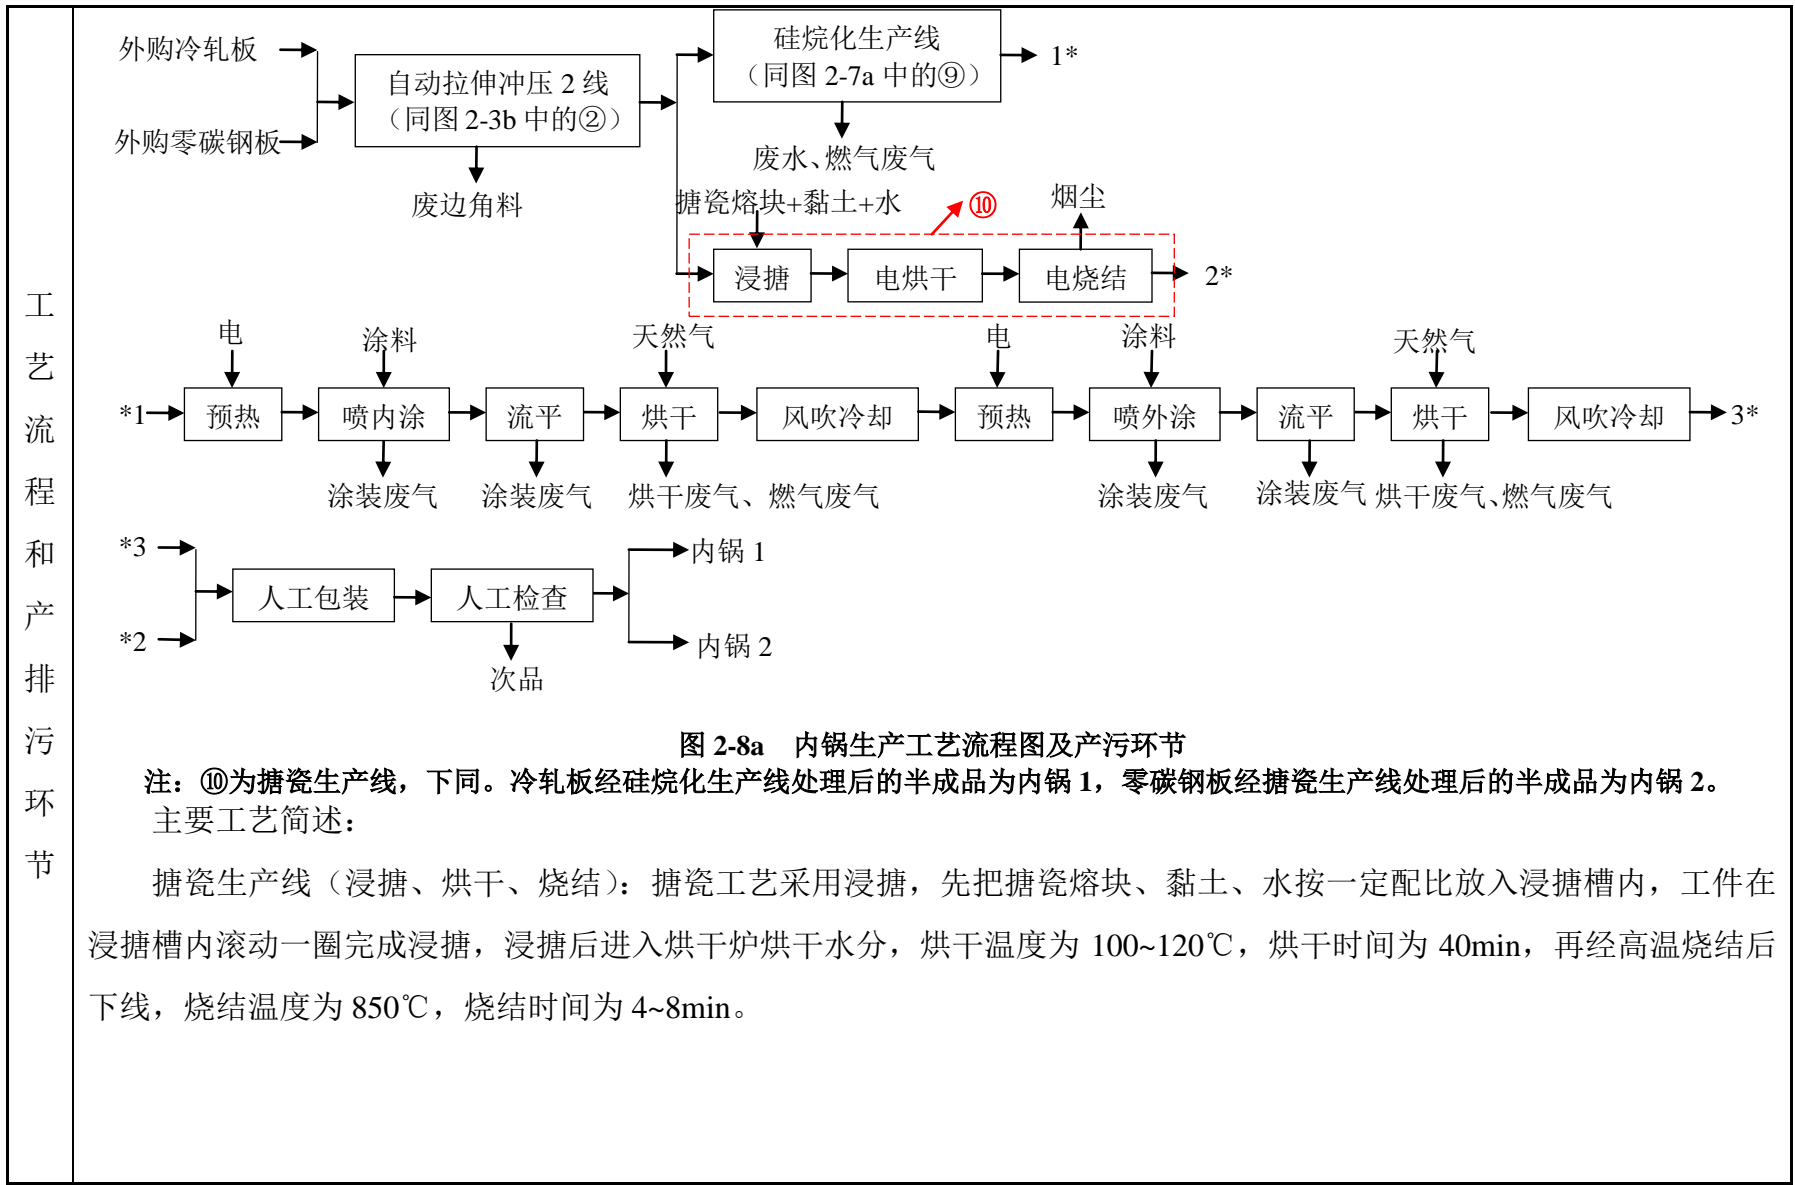 工艺流程和产排污环节
外购冷轧板
外购零碳钢板
自动拉伸冲压 2 线
（同图 2-3b 中的②）
废边角料
硅烷化生产线
（同图 2-7a 中的⑨）
1*
废水、燃气废气
搪瓷熔块+黏土+水
⑩
烟尘
浸搪
电烘干
电烧结
2*
电
涂料
天然气
电
涂料
天然气
*1
预热
喷内涂
流平
烘干
风吹冷却
预热
喷外涂
流平
烘干
风吹冷却
3*
涂装废气
涂装废气
烘干废气、燃气废气
涂装废气
涂装废气
烘干废气、燃气废气
*3
*2
人工包装
人工检查
次品
内锅 1
内锅 2
图 2-8a 内锅生产工艺流程图及产污环节
注：⑩为搪瓷生产线，下同。冷轧板经硅烷化生产线处理后的半成品为内锅 1，零碳钢板经搪瓷生产线处理后的半成品为内锅 2。
主要工艺简述：
搪瓷生产线（浸搪、烘干、烧结）：搪瓷工艺采用浸搪，先把搪瓷熔块、黏土、水按一定配比放入浸搪槽内，工件在
浸搪槽内滚动一圈完成浸搪，浸搪后进入烘干炉烘干水分，烘干温度为 100~120℃，烘干时间为 40min，再经高温烧结后
下线，烧结温度为 850℃，烧结时间为 4~8min。